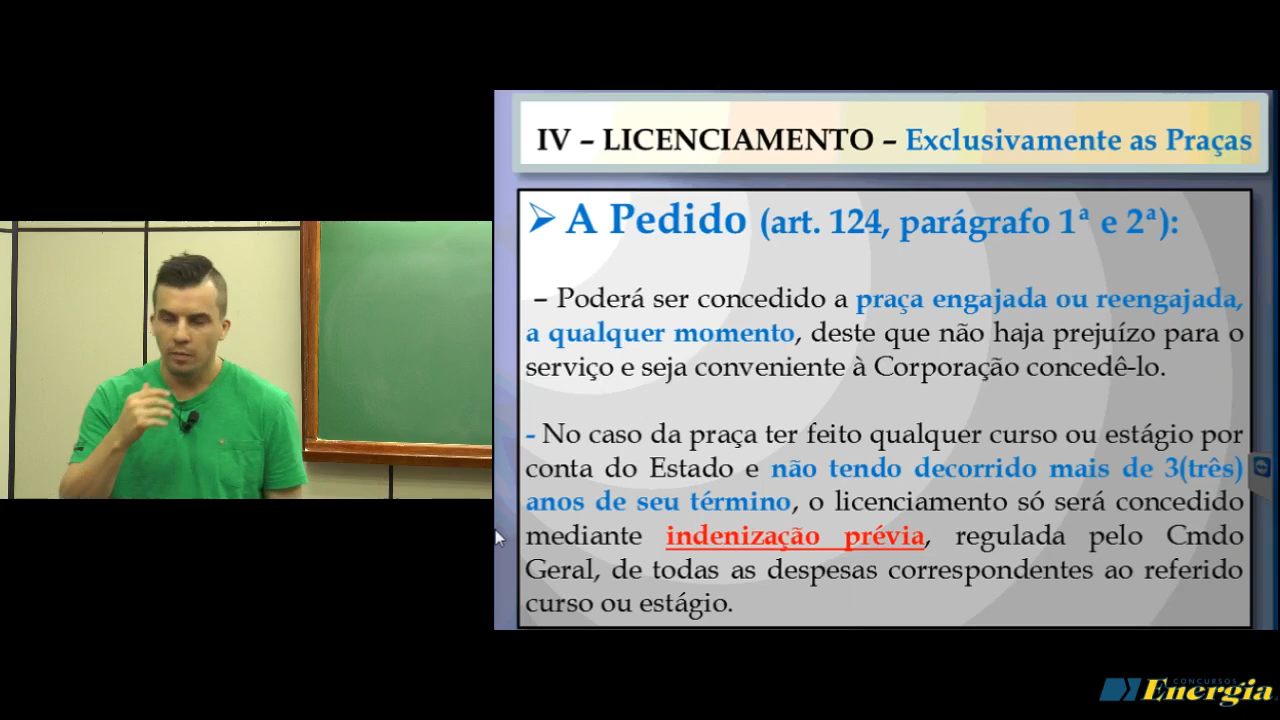 IV – LICENCIAMENTO – Exclusivamente as Praças
➢ A Pedido (art. 124, parágrafo 1ª e 2ª):
– Poderá ser concedido a praça engajada ou reengajada,
a qualquer momento, deste que não haja prejuízo para o
serviço e seja conveniente à Corporação concedê-lo.
- No caso da praça ter feito qualquer curso ou estágio por
conta do Estado e não tendo decorrido mais de 3(três)
anos de seu término, o licenciamento só será concedido
mediante indenização prévia, regulada pelo Cmdo
Geral, de todas as despesas correspondentes ao referido
curso ou estágio.
CONCURSOS
Energia